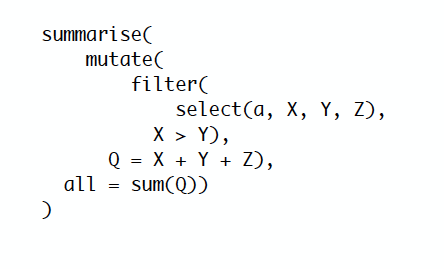 summarise(
    mutate(
        filter(
            select(a, X, Y, Z),
          X > Y),
      Q = X + Y + Z),
  all = sum(Q))
)